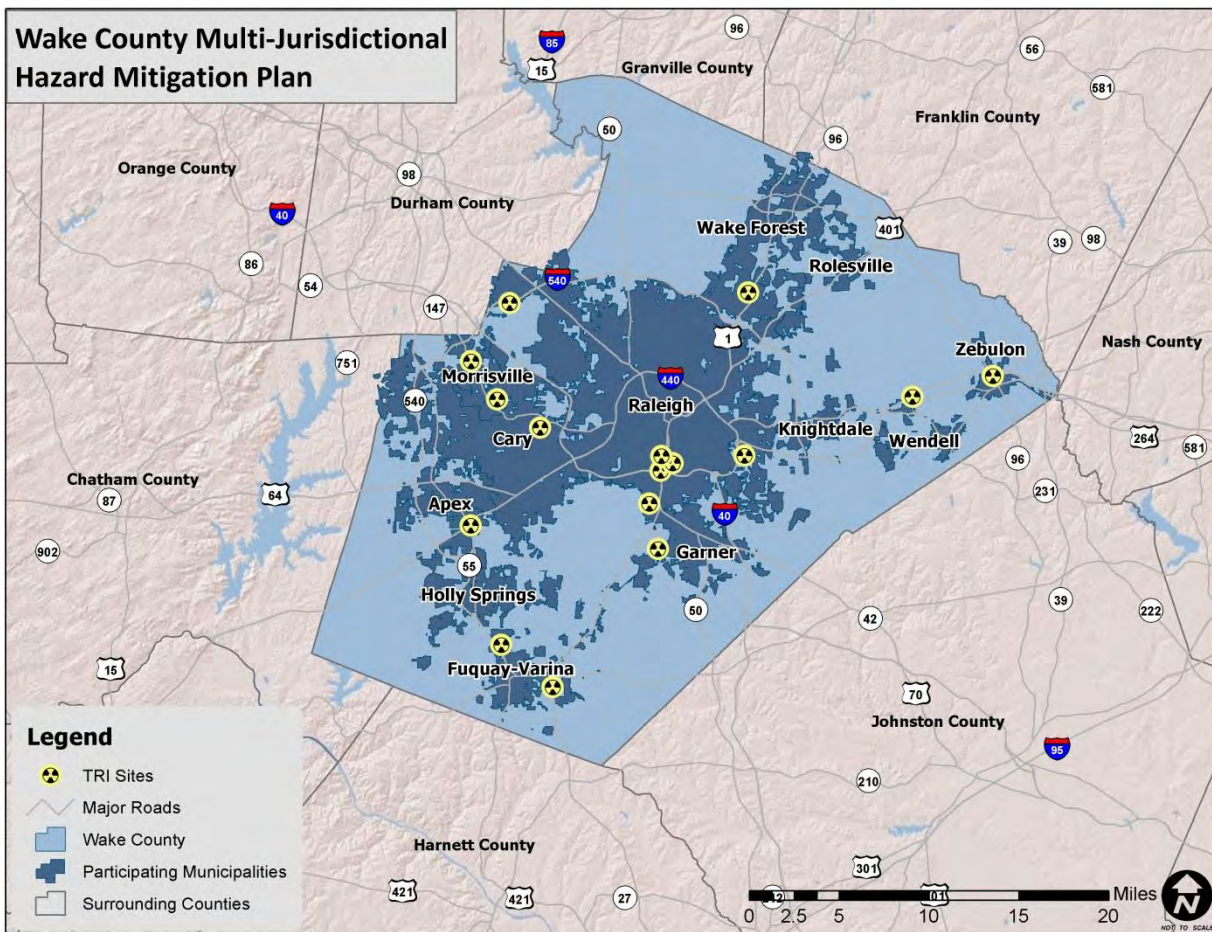 Wake County Multi-Jurisdictional
Hazard Mitigation Plan
85
15
96
Granville County
56
581
Franklin County
50
96
Orange County
98
Durham County
40
Wake Forest
401
39
98
Rolesville
86
54
540
147
1
Nash County
Zebulon
751
Morrisville
440
540
Raleigh
Cary
Knightdale
Wendell
264
581
96
Chatham County
64
87
231
Apex
40
902
Garner
55
Holly Springs
50
42
39
222
15
Fuquay-Varina
70
Johnston County
95
210
Harnett County
301
421
421
27
Legend
TRI Sites
Major Roads
Wake County
Participating Municipalities
Surrounding Counties
Miles
0 2.5 5 10 15 20
N
NOT TO SCALE